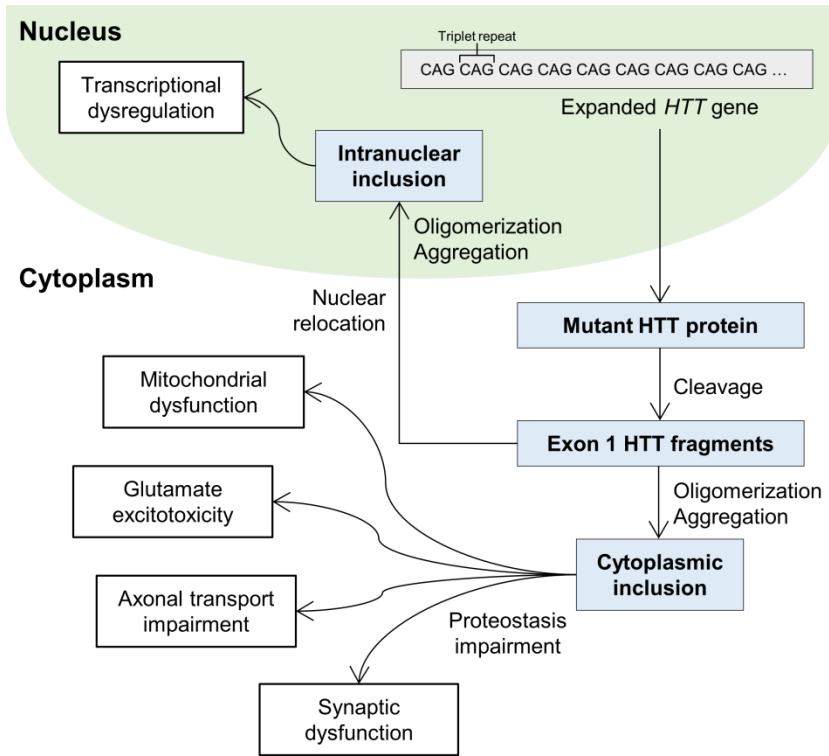 Nucleus
Triplet repeat
CAG CAG CAG CAG CAG CAG CAG CAG CAG ...
Expanded HTT gene
Transcriptional
dysregulation
Intranuclear
inclusion
Oligomerization
Aggregation
Cytoplasm
Nuclear
relocation
Mutant HTT protein
Cleavage
Exon 1 HTT fragments
Oligomerization
Aggregation
Cytoplasmic
inclusion
Proteostasis
impairment
Mitochondrial
dysfunction
Glutamate
excitotoxicity
Axonal transport
impairment
Synaptic
dysfunction